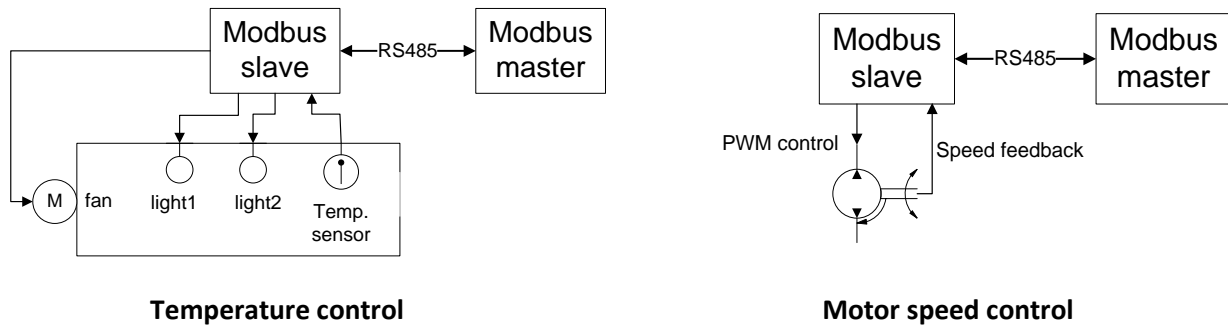 Modbus
slave
RS485
Modbus
master
M
fan
light1
light2
Temp.
sensor
Temperature control
Modbus
slave
RS485
Modbus
master
PWM control
Speed feedback
Motor speed control